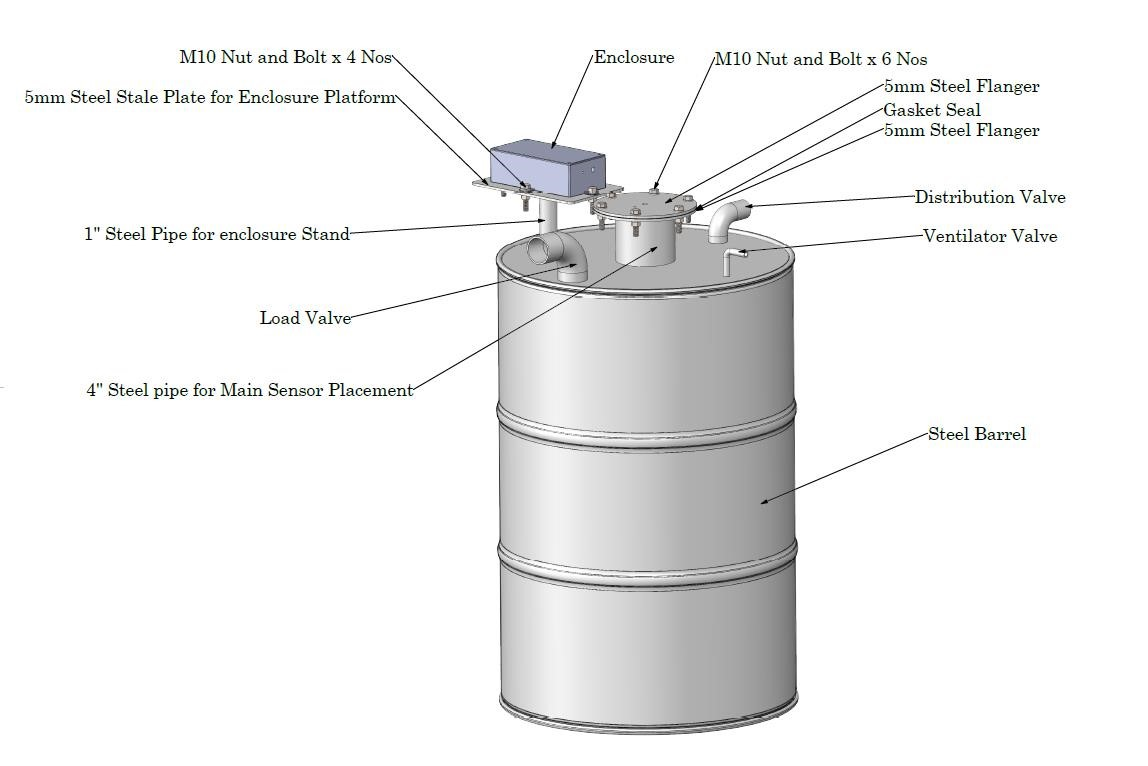 M10 Nut and Bolt x 4 Nos
Enclosure
M10 Nut and Bolt x 6 Nos
5mm Steel Flanger
5mm Steel Stale Plate for Enclosure Platform
Gasket Seal
5mm Steel Flanger
Distribution Valve
1" Steel Pipe for enclosure Stand
Ventilator Valve
Load Valve
4" Steel pipe for Main Sensor Placement
Steel Barrel